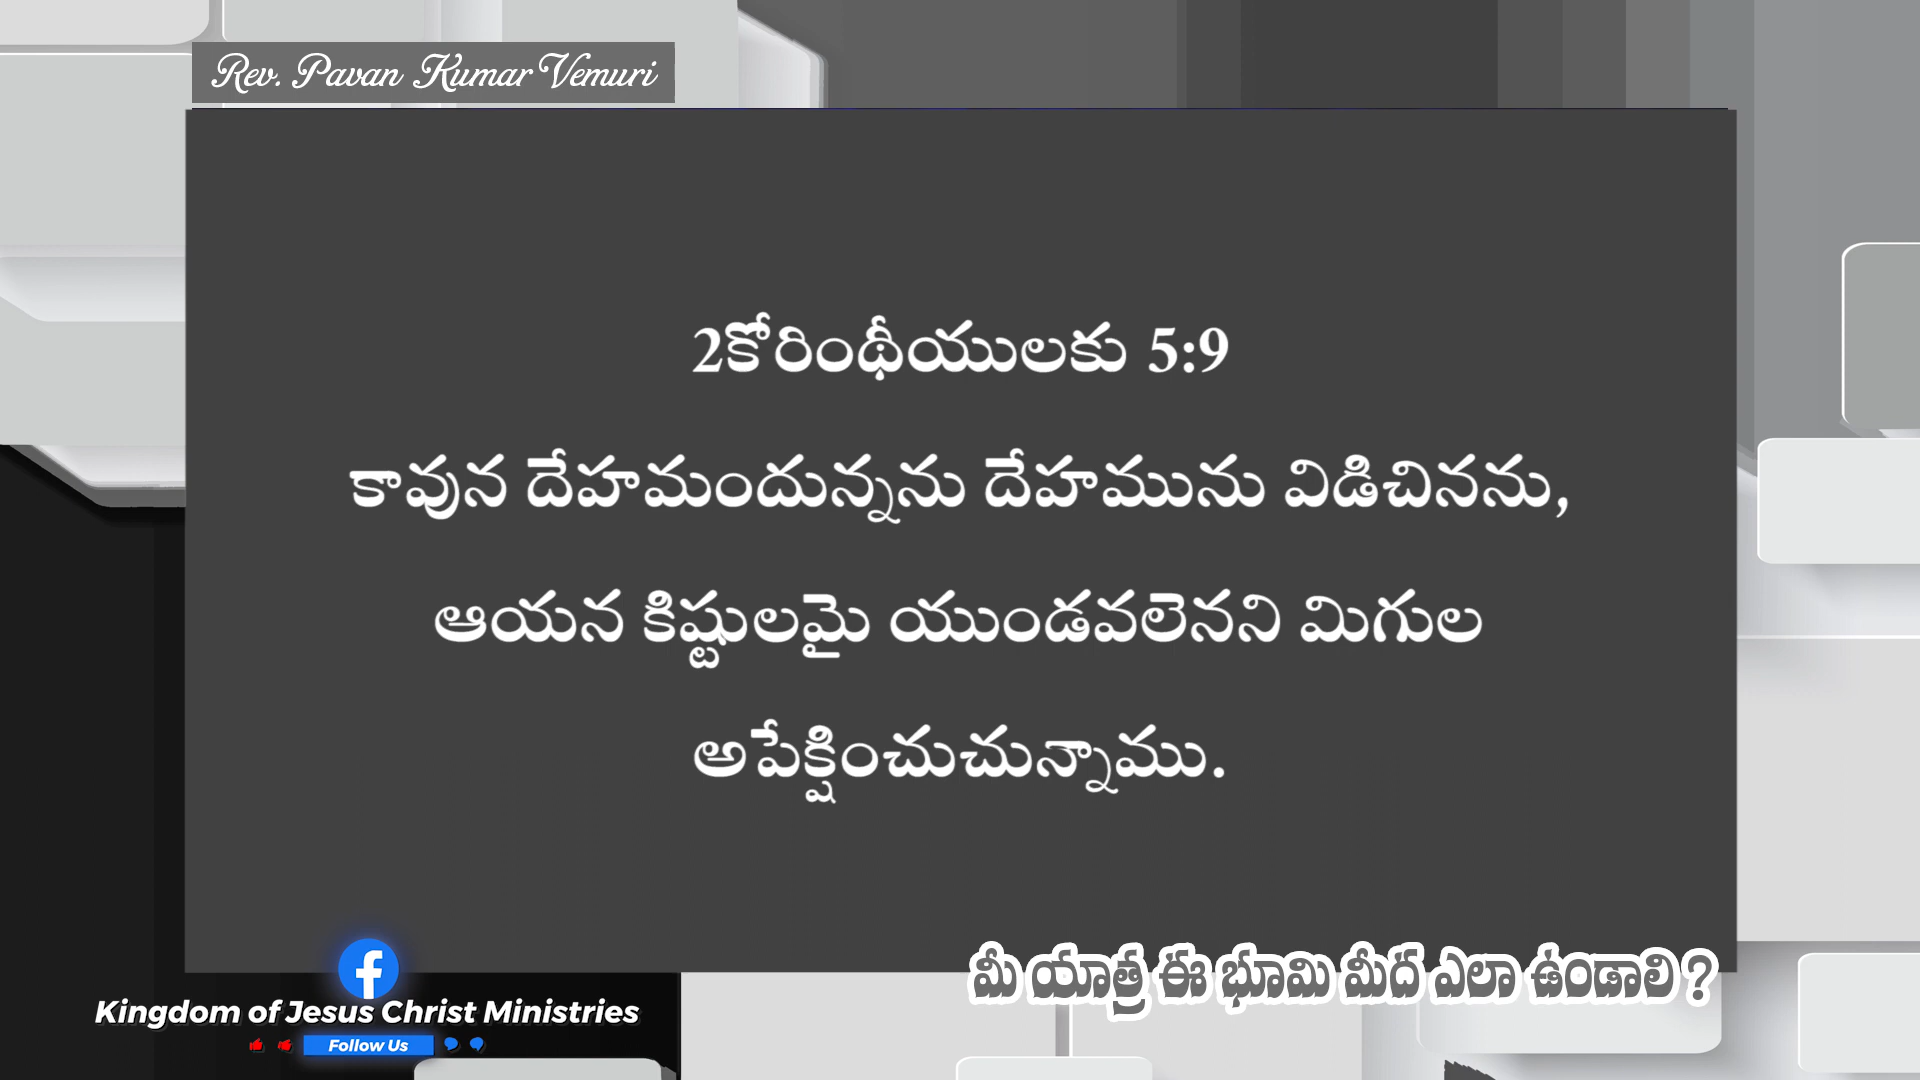 Rev. Pavan Kumar Vemuri
2కోరింథీయులకు 5:9
కావున దేహమందున్నను దేహమును విడిచినను,
ఆయన కిష్టులమై యుండవలెనని మిగుల
అపేక్షించుచున్నాము.
మీ యాత్ర ఈ భూమి మీద ఎలా ఉండాలి ?
Kingdom of Jesus Christ Ministries
Follow Us